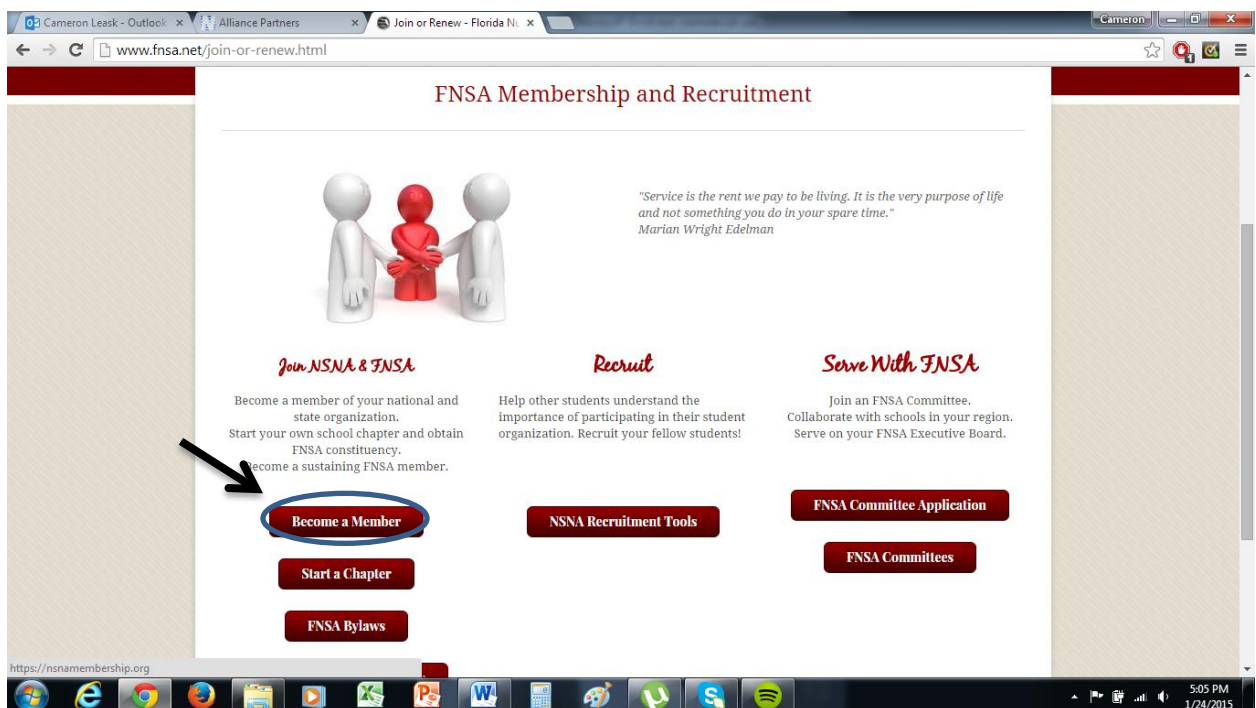 Cameron Leask - Outlook
Alliance Partners
Join or Renew - Florida Nu
Cameron
www.fnsa.net/join-or-renew.html
FNSA Membership and Recruitment
"Service is the rent we pay to be living. It is the very purpose of life
and not something you do in your spare time."
Marian Wright Edelman
Join NSNA & FNSA
Become a member of your national and
state organization.
Start your own school chapter and obtain
FNSA constituency.
Become a sustaining FNSA member.
Become a Member
Start a Chapter
FNSA Bylaws
Recruit
Help other students understand the
importance of participating in their student
organization. Recruit your fellow students!
NSNA Recruitment Tools
Serve With FNSA
Join an FNSA Committee.
Collaborate with schools in your region.
Serve on your FNSA Executive Board.
FNSA Committee Application
FNSA Committees
https://nsnamembership.org
5:05 PM
1/24/2015